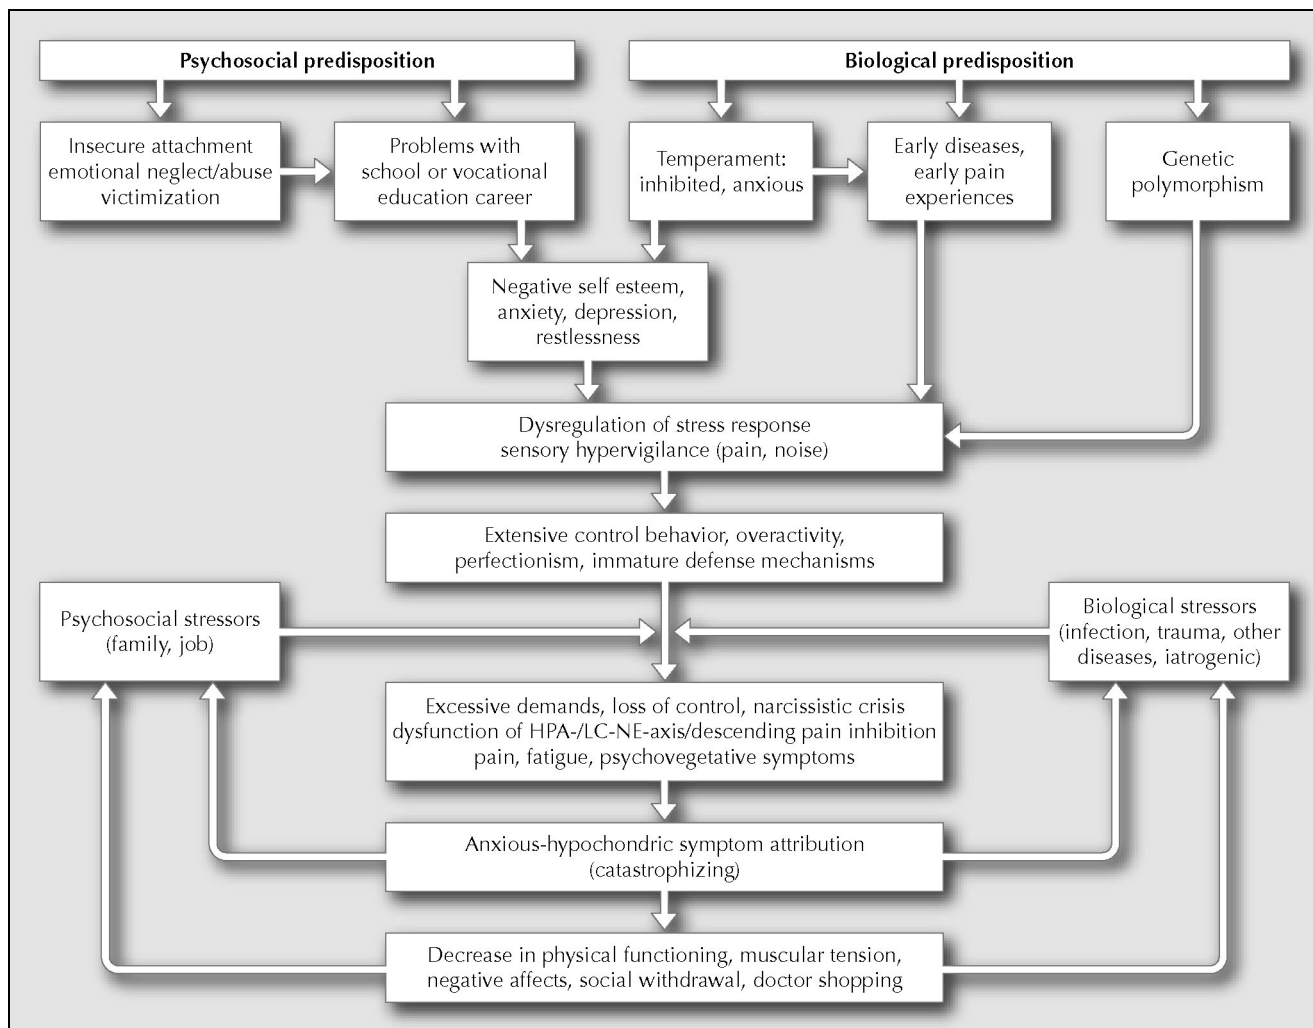 Psychosocial predisposition
Biological predisposition
Insecure attachment
emotional neglect/abuse
victimization
Problems with
school or vocational
education career
Temperament:
inhibited, anxious
Early diseases,
early pain
experiences
Genetic
polymorphism
Negative self esteem,
anxiety, depression,
restlessness
Dysregulation of stress response
sensory hypervigilance (pain, noise)
Extensive control behavior, overactivity,
perfectionism, immature defense mechanisms
Psychosocial stressors
(family, job)
Biological stressors
(infection, trauma, other
diseases, iatrogenic)
Excessive demands, loss of control, narcissistic crisis
dysfunction of HPA-/LC-NE-axis/descending pain inhibition
pain, fatigue, psychovegetative symptoms
Anxious-hypochondric symptom attribution
(catastrophizing)
Decrease in physical functioning, muscular tension,
negative affects, social withdrawal, doctor shopping